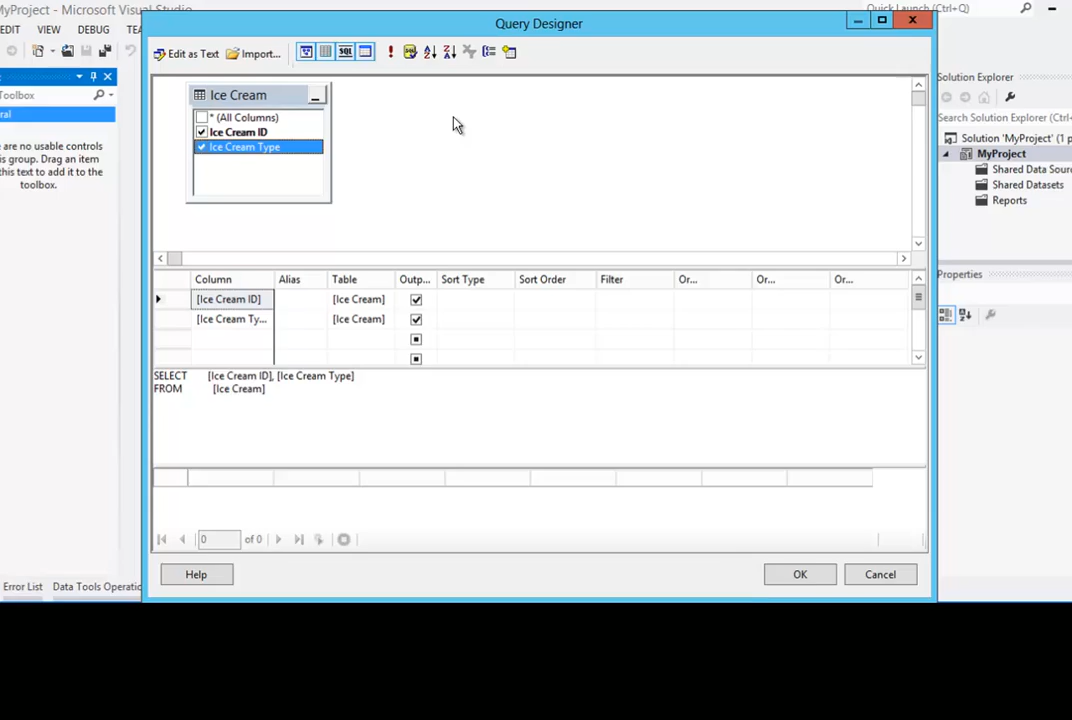 MyProject - Microsoft Visual Studio
Quick Launch (Ctrl+Q)
Query Designer
EDIT VIEW DEBUG TEA
Edit as Text Import... SQL
Toolbox
eral
re are no usable controls
his group. Drag an item
this text to add it to the
toolbox.
Ice Cream
* (All Columns)
Ice Cream ID
Ice Cream Type
Column Alias Table Outp... Sort Type Sort Order Filter Or... Or... Or...
[Ice Cream ID] [Ice Cream]
[Ice Cream Ty... [Ice Cream]
SELECT [Ice Cream ID], [Ice Cream Type]
FROM [Ice Cream]
0 of 0
Help OK Cancel
Error List Data Tools Operatio
Solution Explorer
Search Solution Explorer (Ctrl+
Solution 'MyProject' (1 p
MyProject
Shared Data Sour
Shared Datasets
Reports
Properties